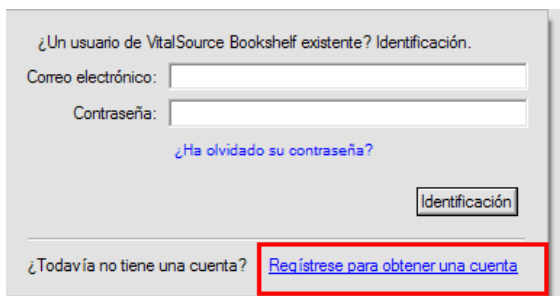 ¿Un usuario de VitalSource Bookshelf existente? Identificación.
Correo electrónico:
Contraseña:
¿Ha olvidado su contraseña?
Identificación
¿Todavía no tiene una cuenta? Regístrese para obtener una cuenta